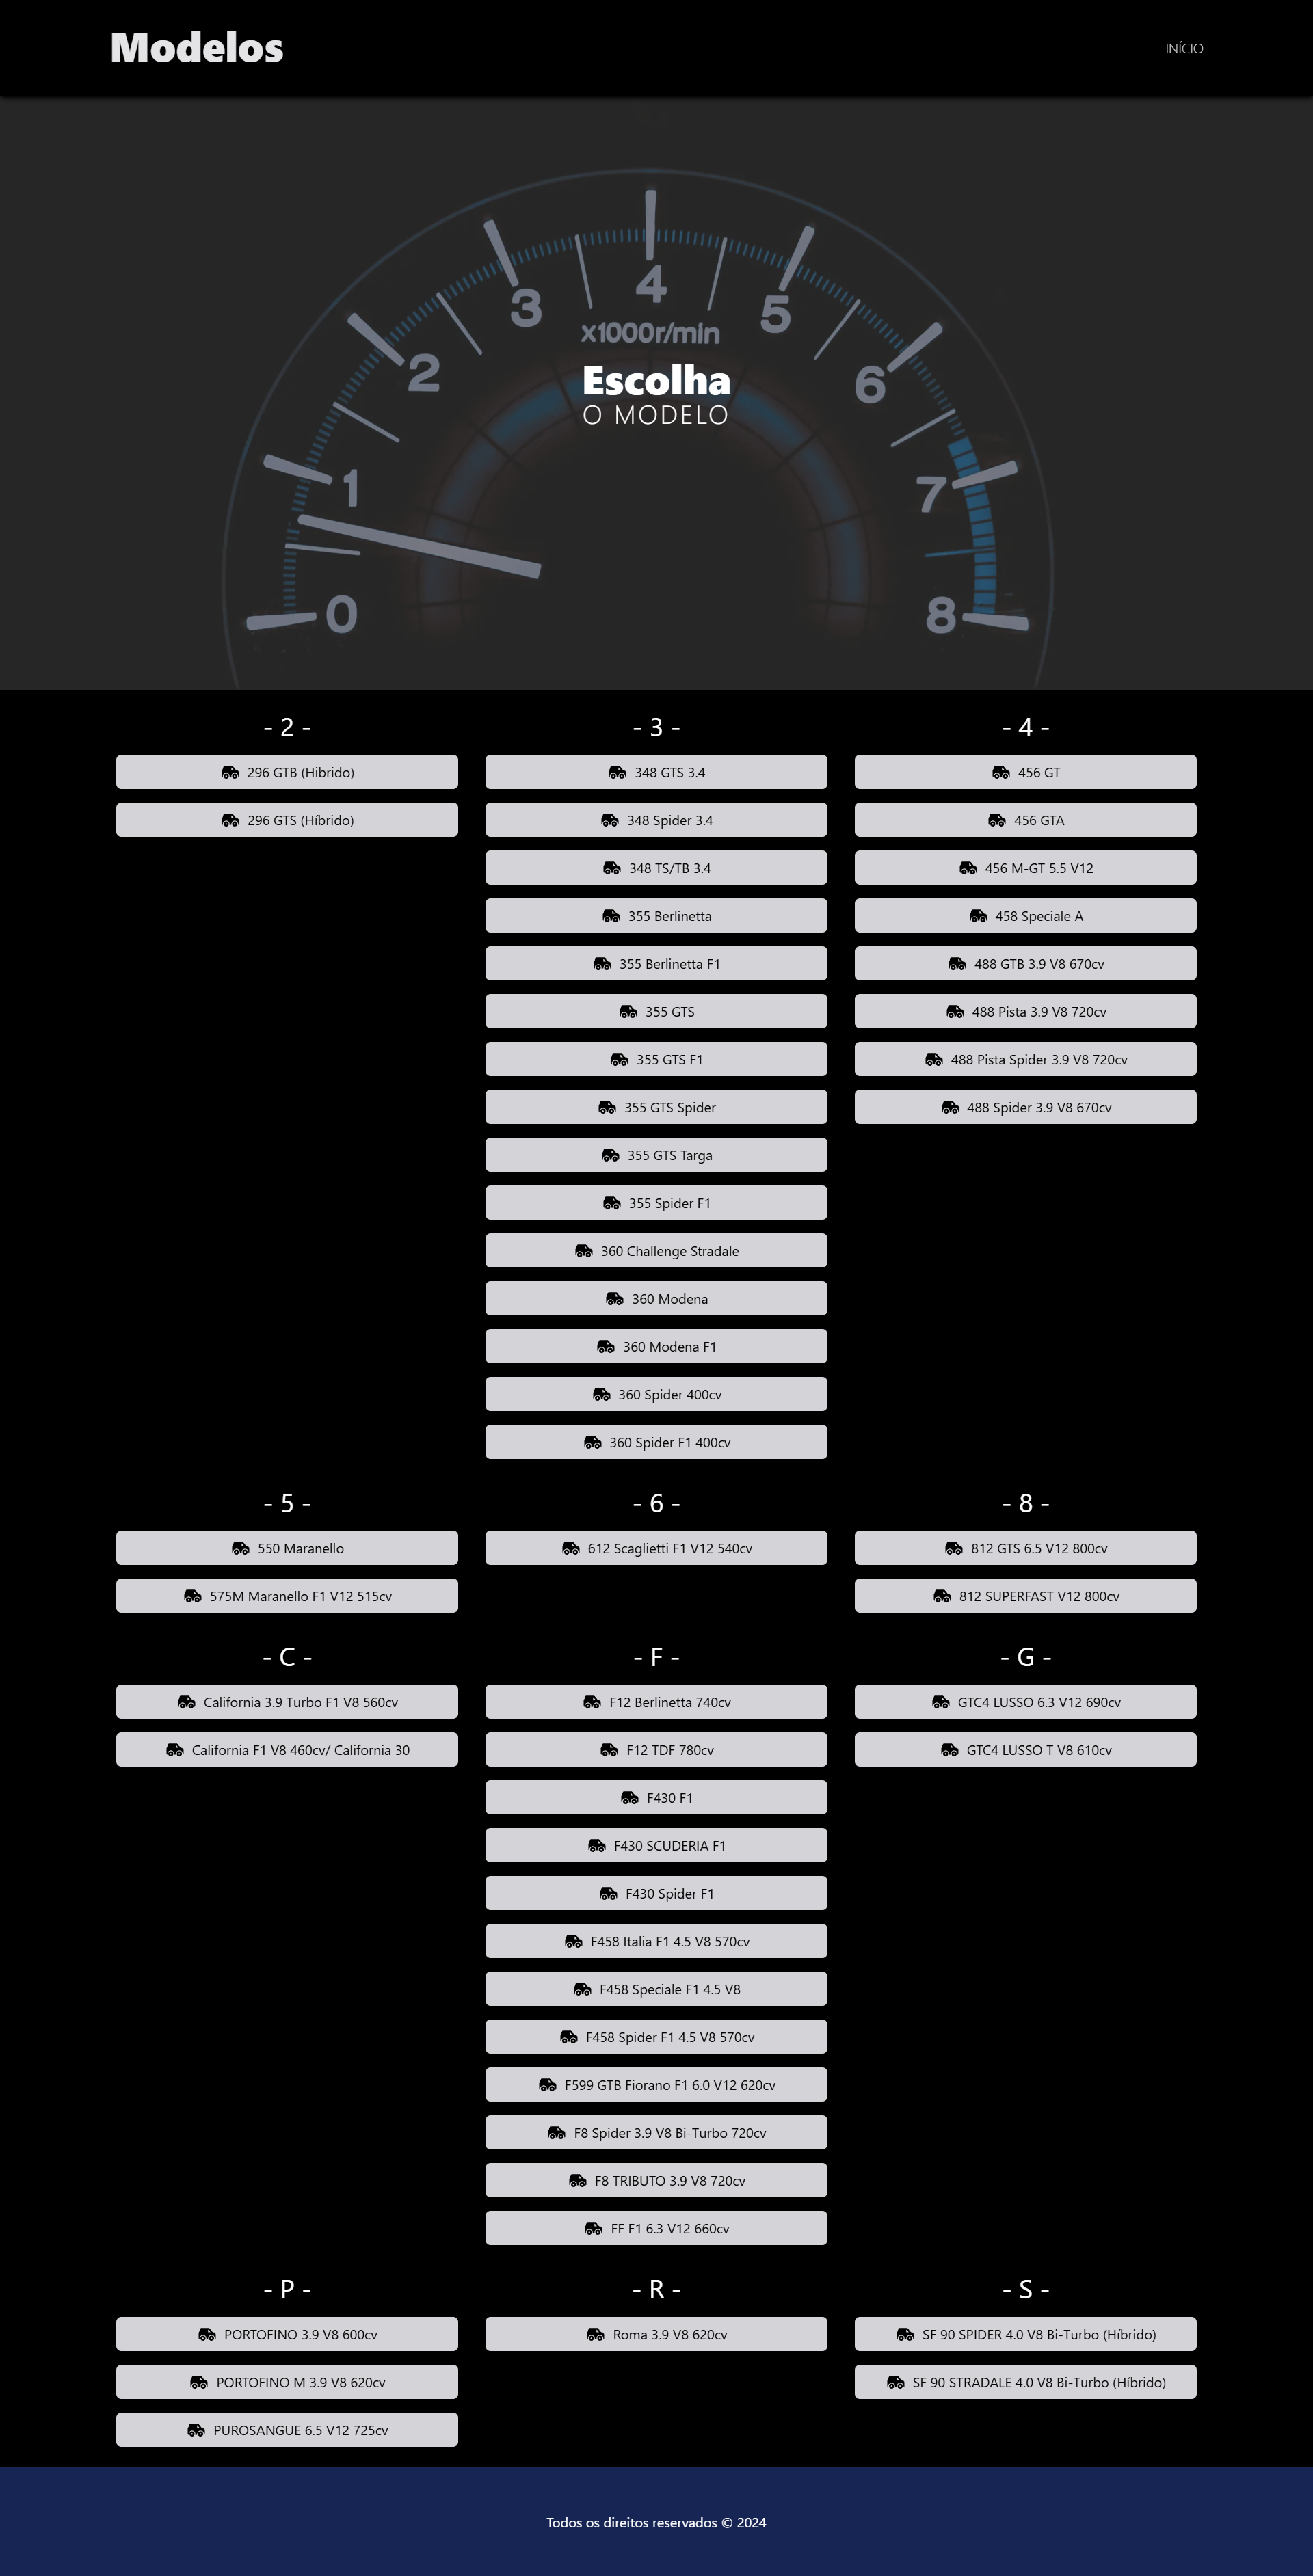 Modelos
INÍCIO
4
3
5
x1000r/min
2
6
Escolha
O MODELO
1
7
0
8
- 2 -
296 GTB (Hibrido)
296 GTS (Híbrido)
- 3 -
348 GTS 3.4
348 Spider 3.4
348 TS/TB 3.4
355 Berlinetta
355 Berlinetta F1
355 GTS
355 GTS F1
355 GTS Spider
355 GTS Targa
355 Spider F1
360 Challenge Stradale
360 Modena
360 Modena F1
360 Spider 400cv
360 Spider F1 400cv
- 4 -
456 GT
456 GTA
456 M-GT 5.5 V12
458 Speciale A
488 GTB 3.9 V8 670cv
488 Pista 3.9 V8 720cv
488 Pista Spider 3.9 V8 720cv
488 Spider 3.9 V8 670cv
- 5 -
550 Maranello
575M Maranello F1 V12 515cv
- 6 -
612 Scaglietti F1 V12 540cv
- 8 -
812 GTS 6.5 V12 800cv
812 SUPERFAST V12 800cv
- C -
California 3.9 Turbo F1 V8 560cv
California F1 V8 460cv/ California 30
- F -
F12 Berlinetta 740cv
F12 TDF 780cv
F430 F1
F430 SCUDERIA F1
F430 Spider F1
F458 Italia F1 4.5 V8 570cv
F458 Speciale F1 4.5 V8
F458 Spider F1 4.5 V8 570cv
F599 GTB Fiorano F1 6.0 V12 620cv
F8 Spider 3.9 V8 Bi-Turbo 720cv
F8 TRIBUTO 3.9 V8 720cv
FF F1 6.3 V12 660cv
- G -
GTC4 LUSSO 6.3 V12 690cv
GTC4 LUSSO T V8 610cv
- P -
PORTOFINO 3.9 V8 600cv
PORTOFINO M 3.9 V8 620cv
PUROSANGUE 6.5 V12 725cv
- R -
Roma 3.9 V8 620cv
- S -
SF 90 SPIDER 4.0 V8 Bi-Turbo (Híbrido)
SF 90 STRADALE 4.0 V8 Bi-Turbo (Híbrido)
Todos os direitos reservados © 2024